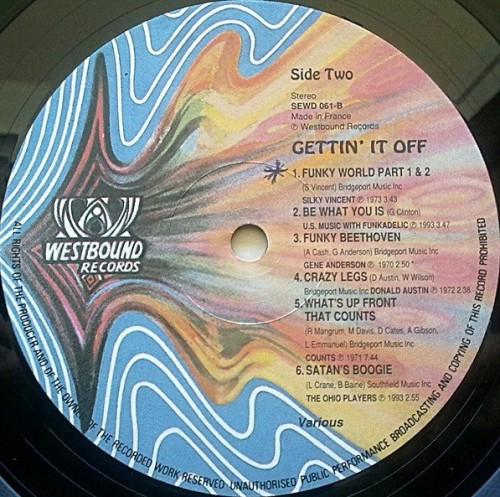 Side Two
Stereo
SEWD 061-B
Made in France
℗ Westbound Records
GETTIN' IT OFF
1. FUNKY WORLD PART 1 & 2
(S Vincent) Bridgeport Music Inc
SILKY VINCENT ℗ 1973 3.43
2. BE WHAT YOU IS (G Clinton)
U.S. MUSIC WITH FUNKADELIC ℗ 1993 3.47
3. FUNKY BEETHOVEN
(A Cash, G Anderson) Bridgeport Music Inc
GENE ANDERSON ℗ 1970 2.50
4. CRAZY LEGS (D Austin, W Wilson)
Bridgeport Music Inc DONALD AUSTIN ℗ 1972 2.38
5. WHAT'S UP FRONT
THAT COUNTS
(R Mangrum, M Davis, D Cates, A Gibson,
L Emmanuel) Bridgeport Music Inc
COUNTS ℗ 1971 7.44
6. SATAN'S BOOGIE
(L Crane, B Baine) Southfield Music Inc
THE OHIO PLAYERS ℗ 1993 2.55
Various
WESTBOUND
RECORDS
ALL RIGHTS OF THE PRODUCER AND OF THE OWNER OF THE RECORDED WORK RESERVED UNAUTHORISED PUBLIC PERFORMANCE BROADCASTING AND COPYING OF THIS RECORD PROHIBITED